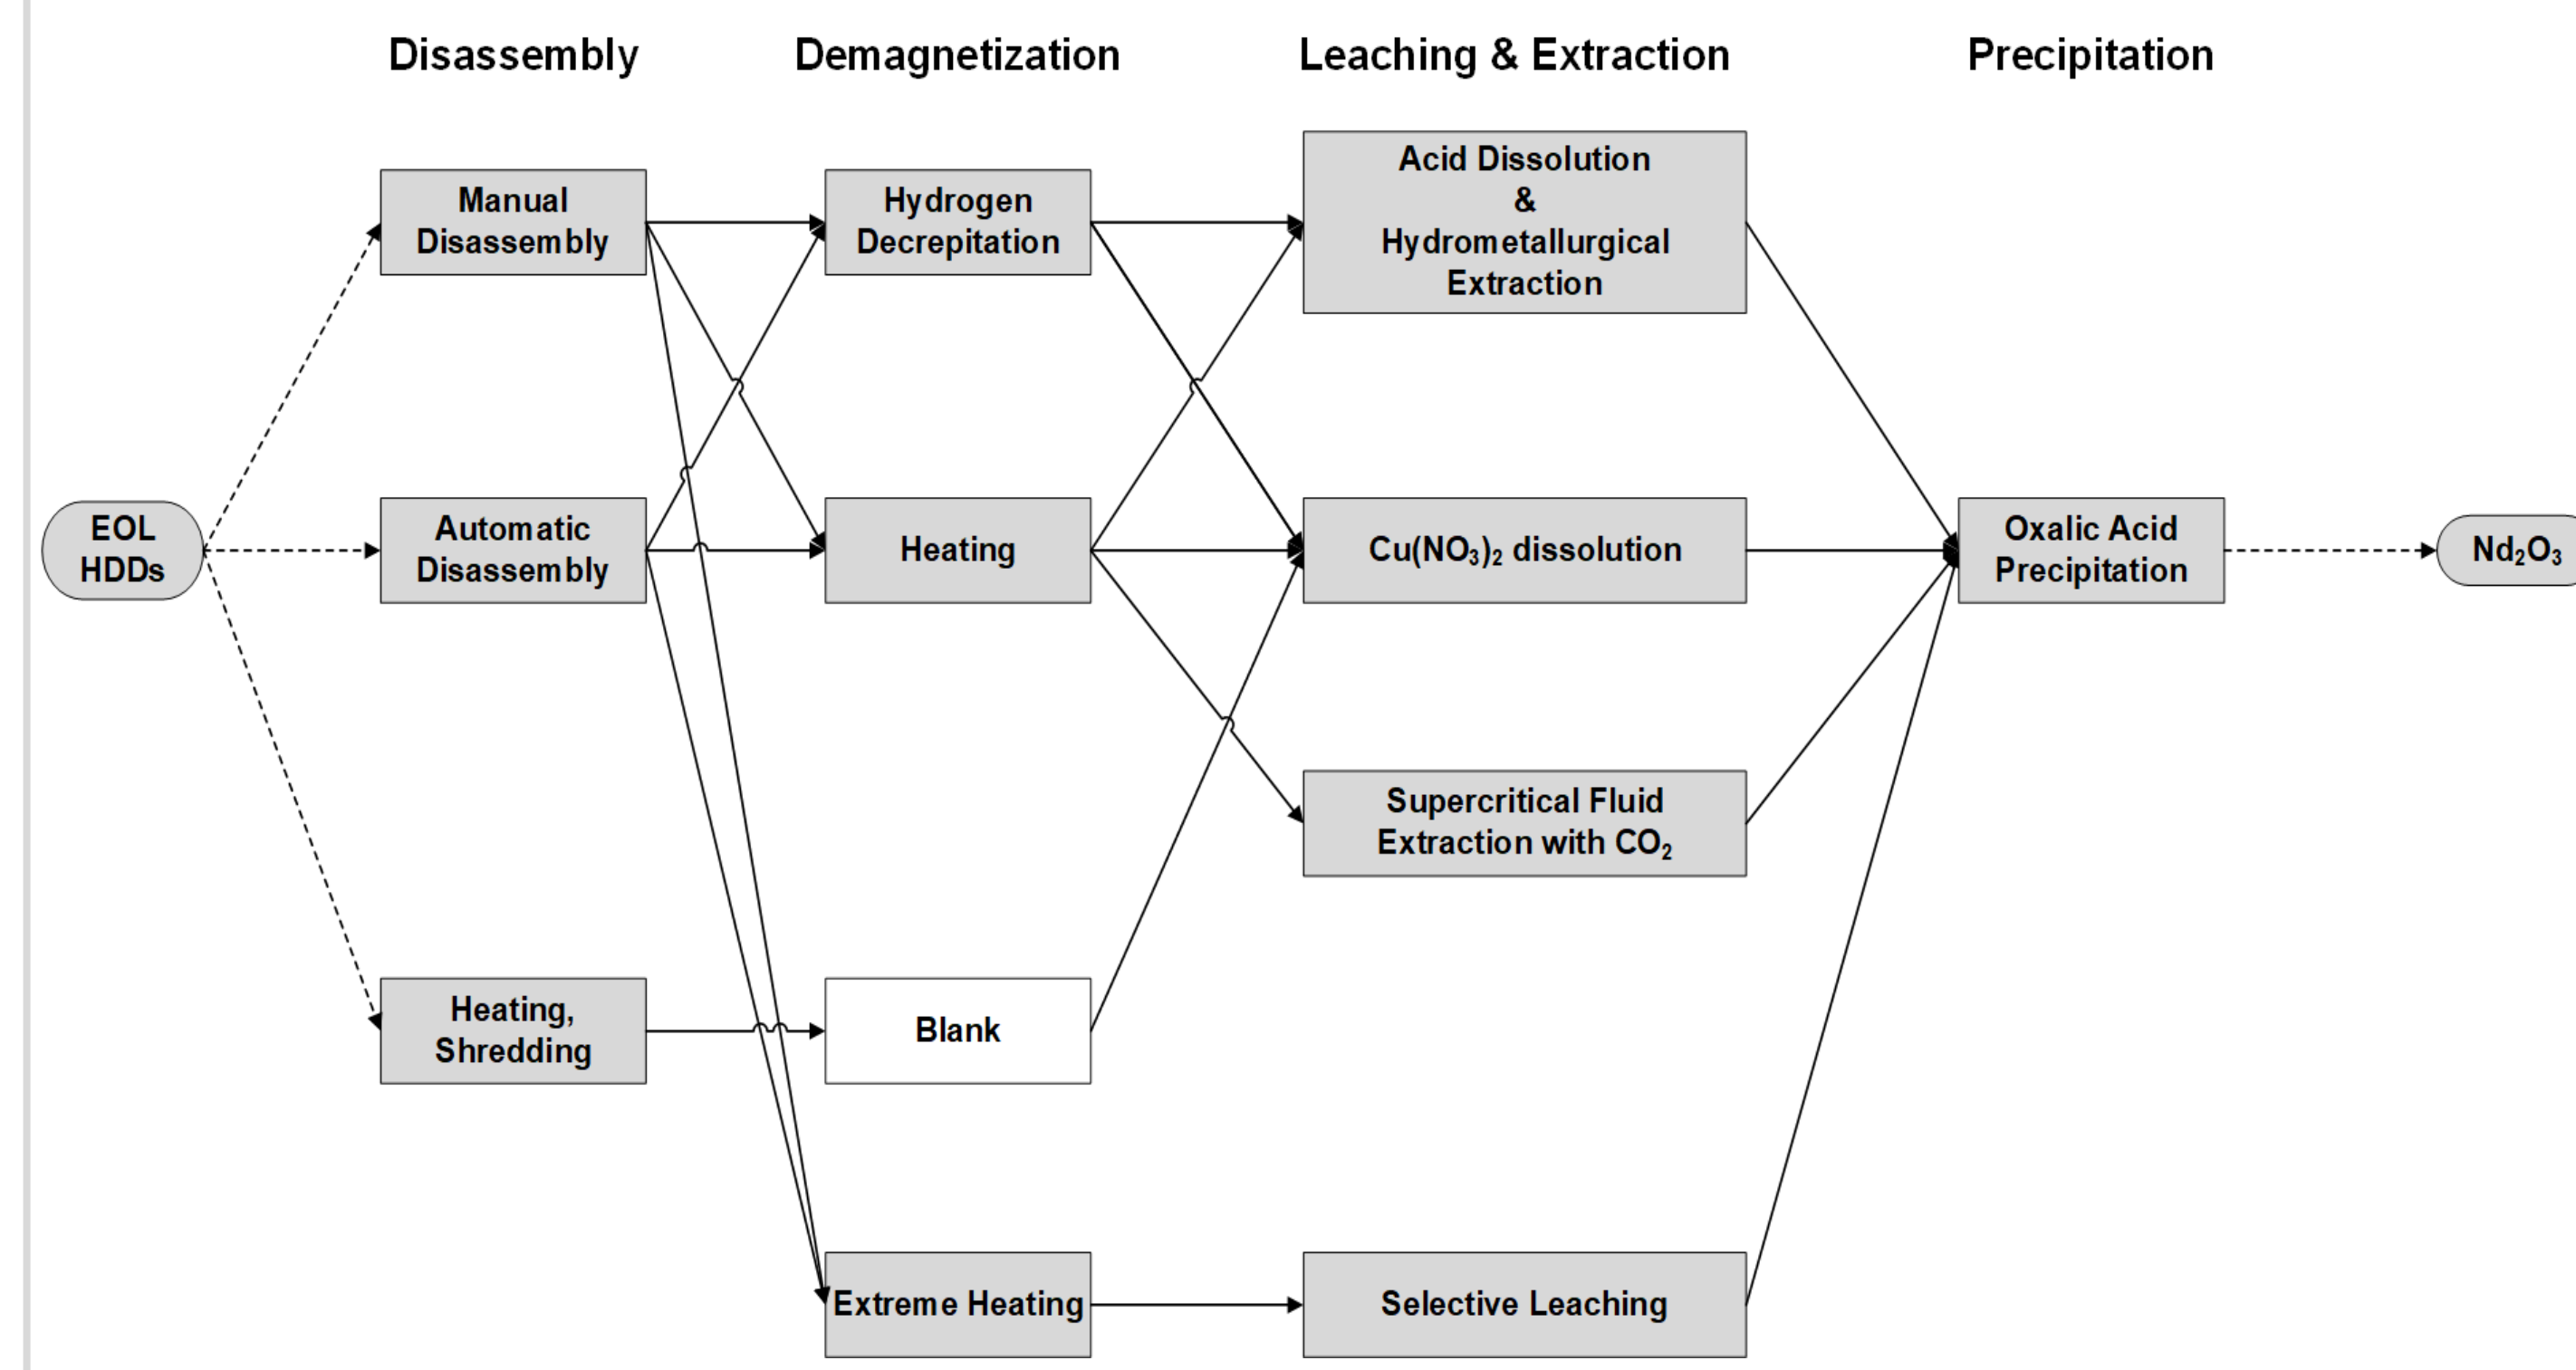 Disassembly
Demagnetization
Leaching & Extraction
Precipitation
Manual
Disassembly
Hydrogen
Decrepitation
Acid Dissolution
&
Hydrometallurgical
Extraction
EOL
HDDs
Automatic
Disassembly
Heating
Cu(NO₃)₂ dissolution
Oxalic Acid
Precipitation
Nd₂O₃
Supercritical Fluid
Extraction with CO₂
Heating,
Shredding
Blank
Extreme Heating
Selective Leaching